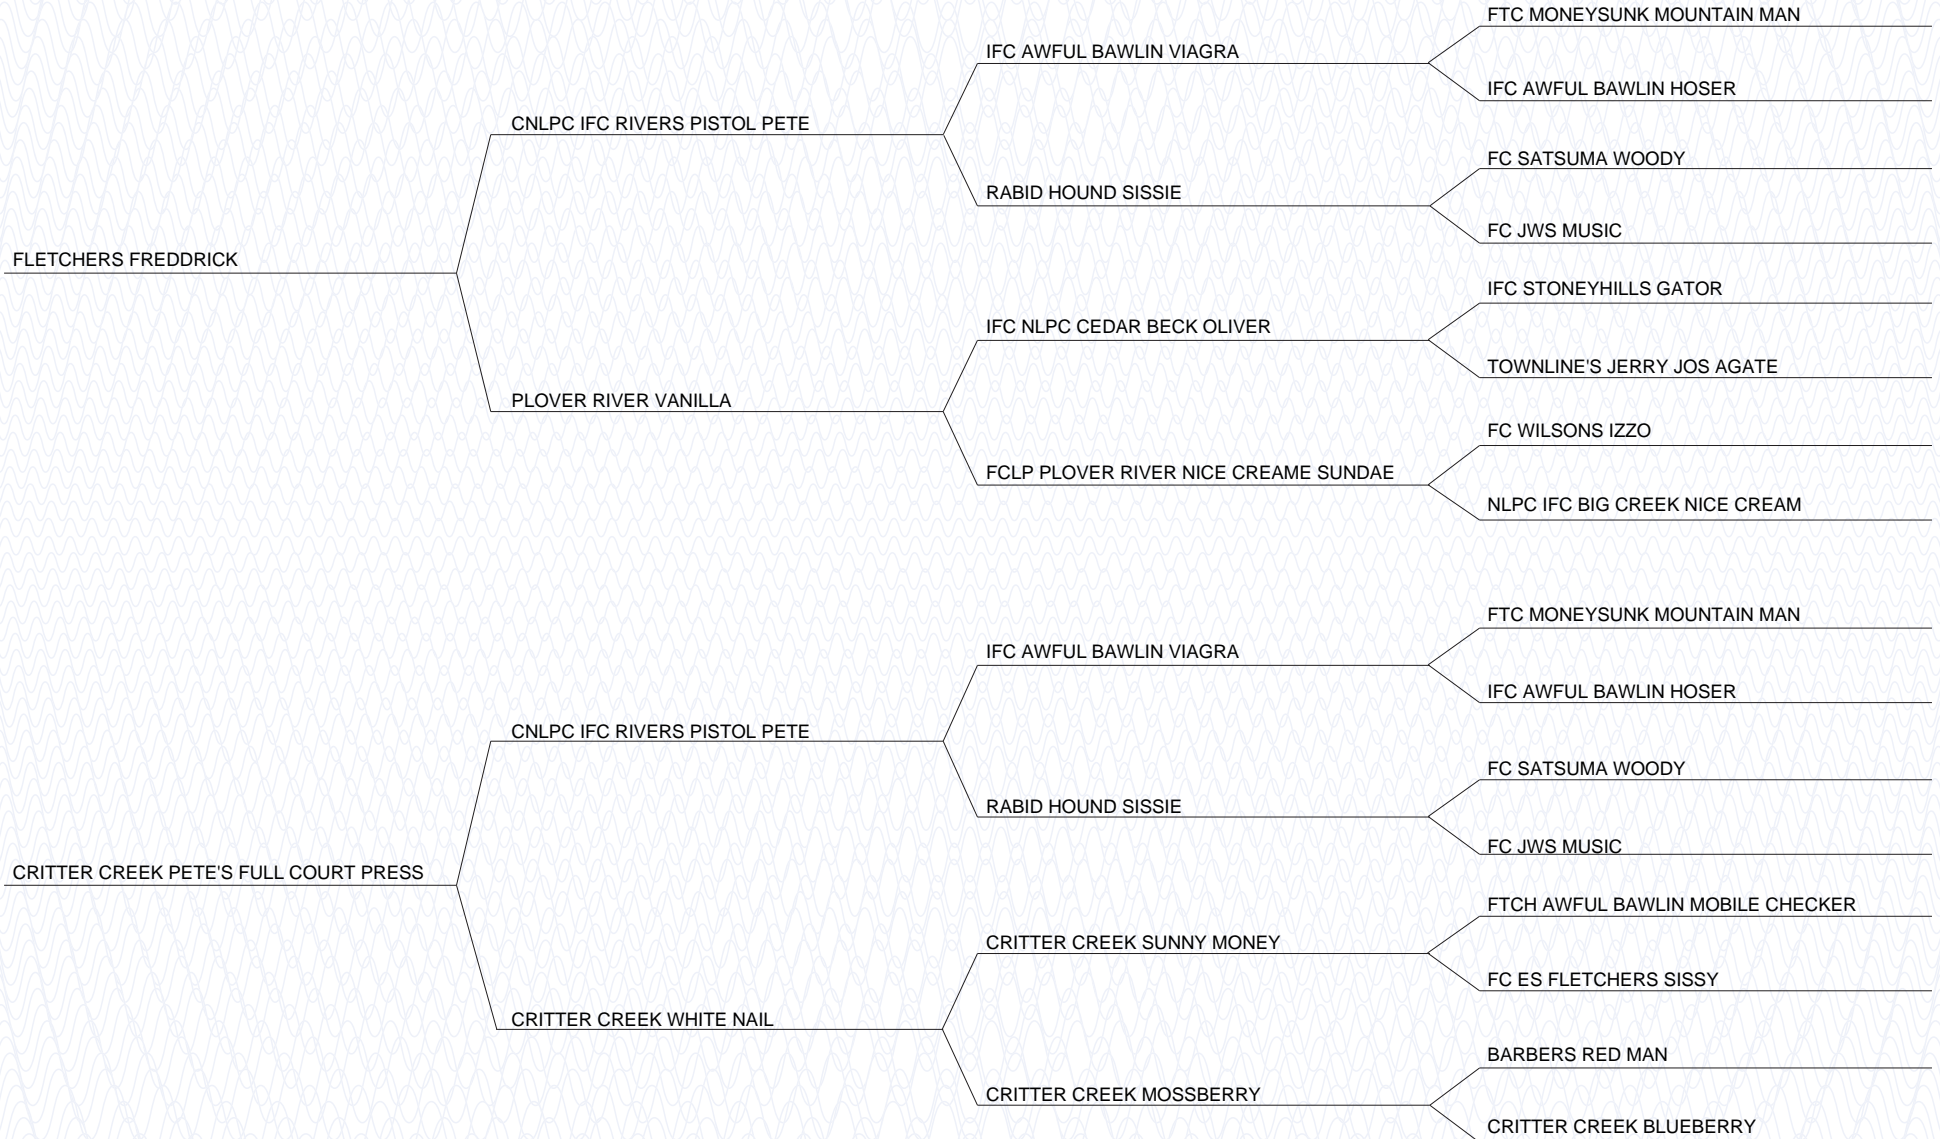 FTC MONEYSUNK MOUNTAIN MAN
IFC AWFUL BAWLIN VIAGRA
IFC AWFUL BAWLIN HOSER
CNLPC IFC RIVERS PISTOL PETE
FC SATSUMA WOODY
RABID HOUND SISSIE
FC JWS MUSIC
FLETCHERS FREDDRICK
IFC STONEYHILLS GATOR
IFC NLPC CEDAR BECK OLIVER
TOWNLINE'S JERRY JOS AGATE
PLOVER RIVER VANILLA
FC WILSONS IZZO
FCLP PLOVER RIVER NICE CREAME SUNDAE
NLPC IFC BIG CREEK NICE CREAM
FTC MONEYSUNK MOUNTAIN MAN
IFC AWFUL BAWLIN VIAGRA
IFC AWFUL BAWLIN HOSER
CNLPC IFC RIVERS PISTOL PETE
FC SATSUMA WOODY
RABID HOUND SISSIE
FC JWS MUSIC
CRITTER CREEK PETE'S FULL COURT PRESS
FTCH AWFUL BAWLIN MOBILE CHECKER
CRITTER CREEK SUNNY MONEY
FC ES FLETCHERS SISSY
CRITTER CREEK WHITE NAIL
BARBERS RED MAN
CRITTER CREEK MOSSBERRY
CRITTER CREEK BLUEBERRY